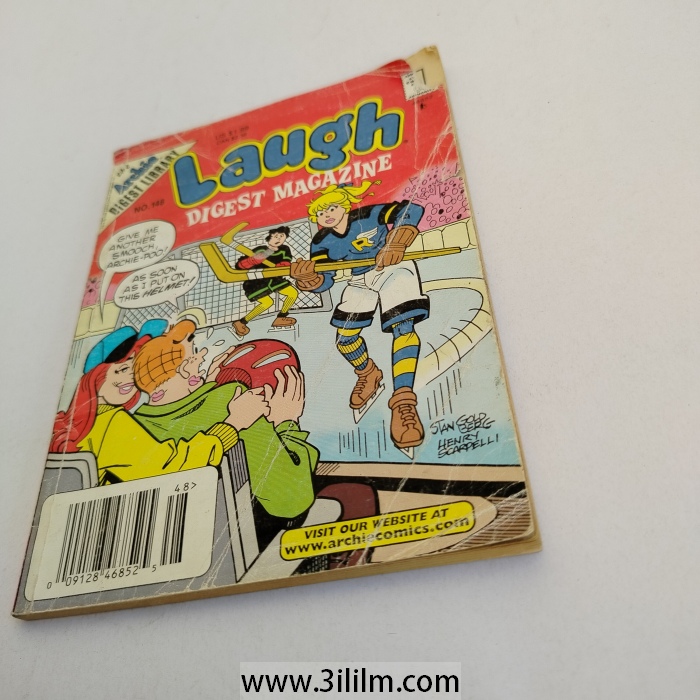 Archie
DIGEST LIBRARY
Laugh
DIGEST MAGAZINE
GIVE ME
ANOTHER
SMOOCH,
ARCHIE-POO!
AS SOON
AS I PUT ON
THIS HELMET!
R
STAN GOLD
BERG
HENRY
SCARPELLI
48>
0 09128 46852 5
VISIT OUR WEBSITE AT
www.archiecomics.com
www.3ililm.com